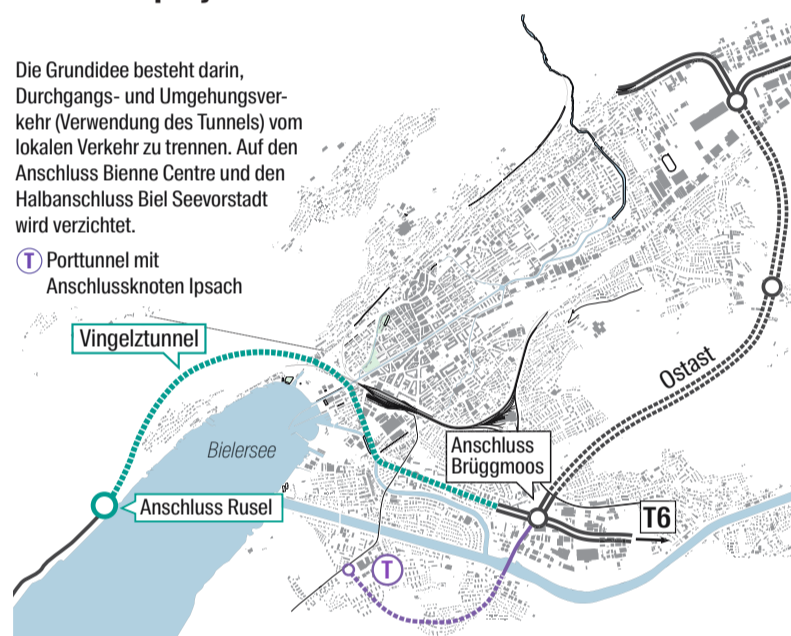 Die Grundidee besteht darin,
Durchgangs- und Umgehungsver-
kehr (Verwendung des Tunnels) vom
lokalen Verkehr zu trennen. Auf den
Anschluss Bienne Centre und den
Halbanschluss Biel Seevorstadt
wird verzichtet.
T Porttunnel mit
Anschlussknoten Ipsach
Vingelztunnel
Ostast
Bielersee
Anschluss
Brüggmoos
Anschluss Rusel
T6
T